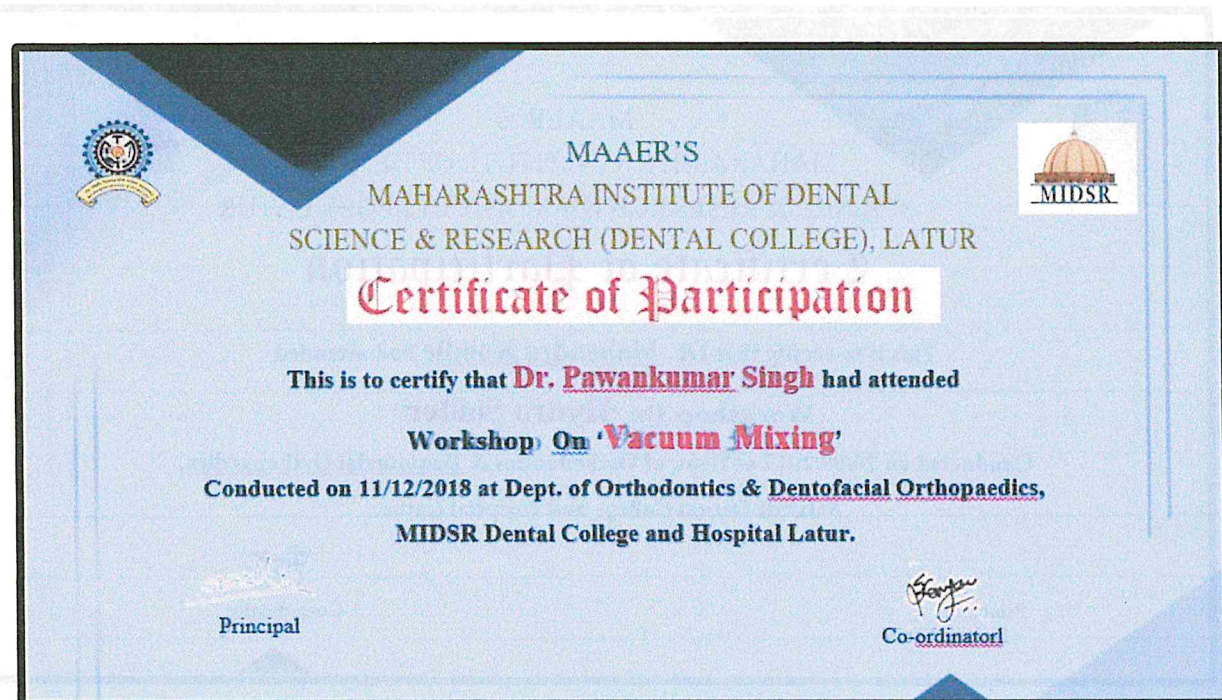 MAAER'S
MAHARASHTRA INSTITUTE OF DENTAL
MIDSR
SCIENCE & RESEARCH (DENTAL COLLEGE), LATUR
Certificate of Participation
This is to certify that Dr. Pawankumar Singh had attended
Workshop On 'Vacuum Mixing'
Conducted on 11/12/2018 at Dept. of Orthodontics & Dentofacial Orthopaedics,
MIDSR Dental College and Hospital Latur.
Principal
Co-ordinatorl